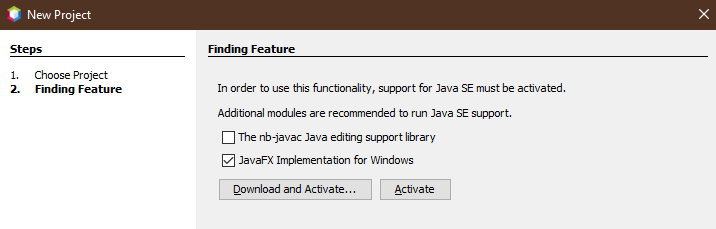 New Project
Steps
1. Choose Project
2. Finding Feature
Finding Feature
In order to use this functionality, support for Java SE must be activated.
Additional modules are recommended to run Java SE support.
The nb-javac Java editing support library
JavaFX Implementation for Windows
Download and Activate...
Activate